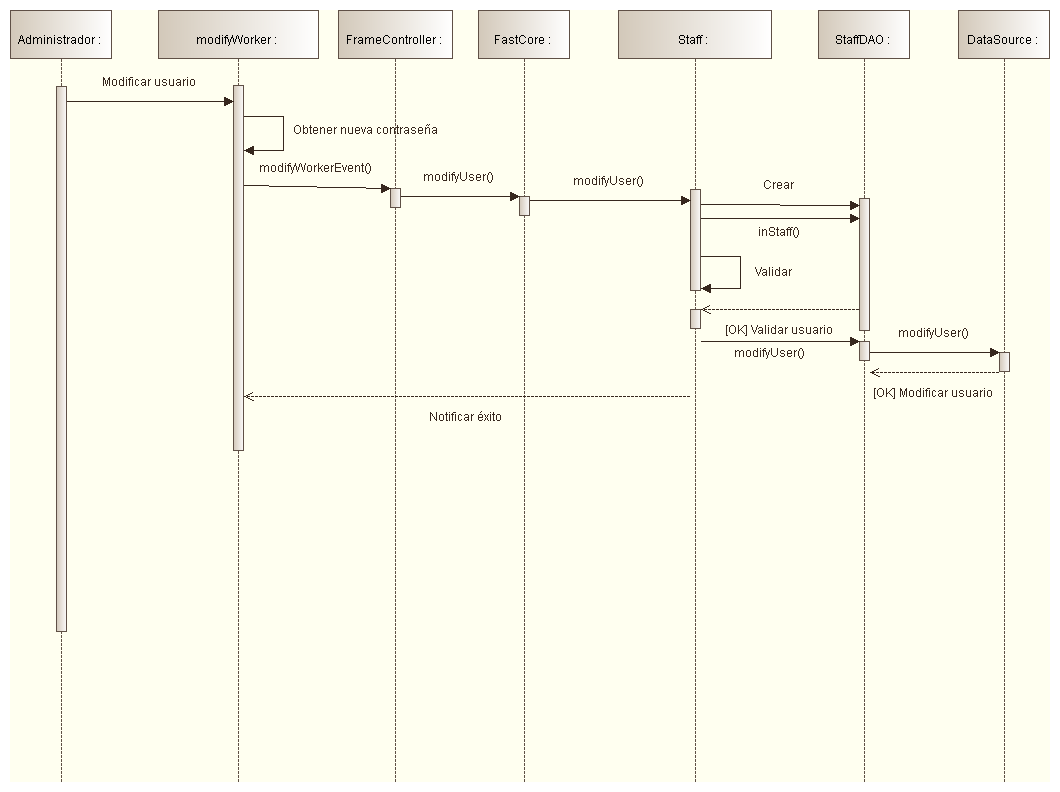 Administrador :
modifyWorker :
FrameController :
FastCore :
Staff :
StaffDAO :
DataSource :
Modificar usuario
Obtener nueva contraseña
modifWorkerEvent()
modifyUser()
modifyUser()
Crear
inStaff()
Validar
[OK] Validar usuario
modifyUser()
modifyUser()
[OK] Modificar usuario
Notificar éxito